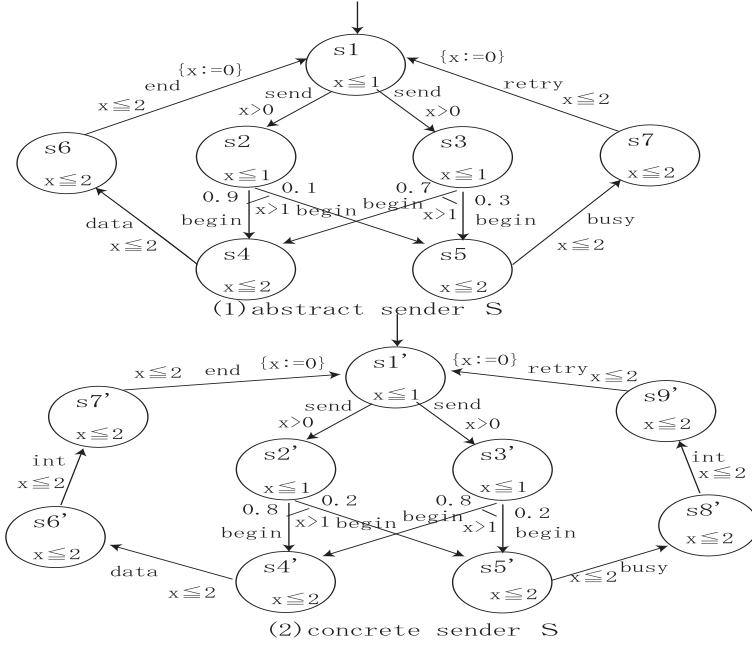 s1
x≦1
{x:=0}
end
x≦2
send
x>0
send
x>0
{x:=0}
retry
x≦2
s6
x≦2
s2
x≦1
s3
x≦1
s7
x≦2
0.9
0.1
begin
x>1
begin
0.7
0.3
begin
x>1
begin
data
x≦2
busy
x≦2
s4
x≦2
s5
x≦2
(1)abstract sender S
s1'
x≦1
x≦2 end {x:=0}
{x:=0}
retry
x≦2
send
x>0
send
x>0
s7'
x≦2
s9'
x≦2
s2'
x≦1
s3'
x≦1
int
x≦2
int
x≦2
0.8
0.2
begin
x>1
begin
0.8
0.2
begin
x>1
begin
s6'
x≦2
s8'
x≦2
data
x≦2
busy
x≦2
s4'
x≦2
s5'
x≦2
(2)concrete sender S